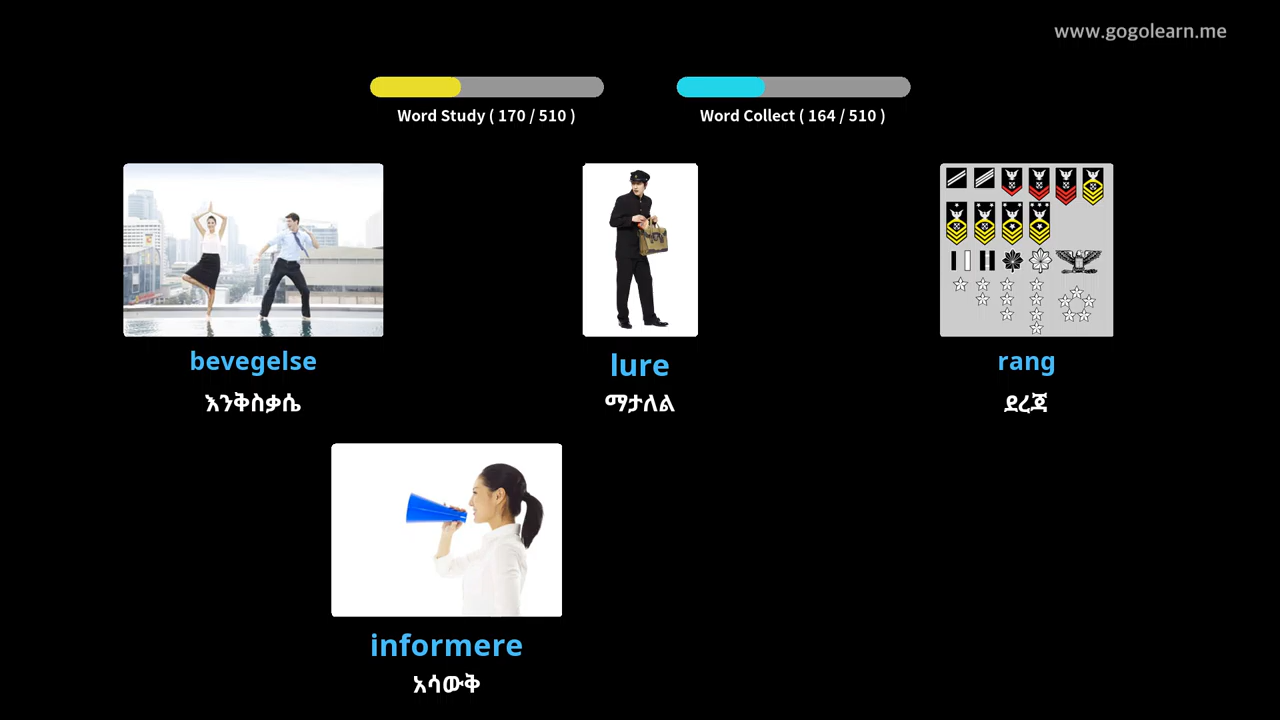 www.gogolearn.me
Word Study ( 170 / 510 )
Word Collect ( 164 / 510 )
bevegelse
lure
rang
እንቅስቃሴ
ማታለል
ደረጃ
informere
አሳውቅ